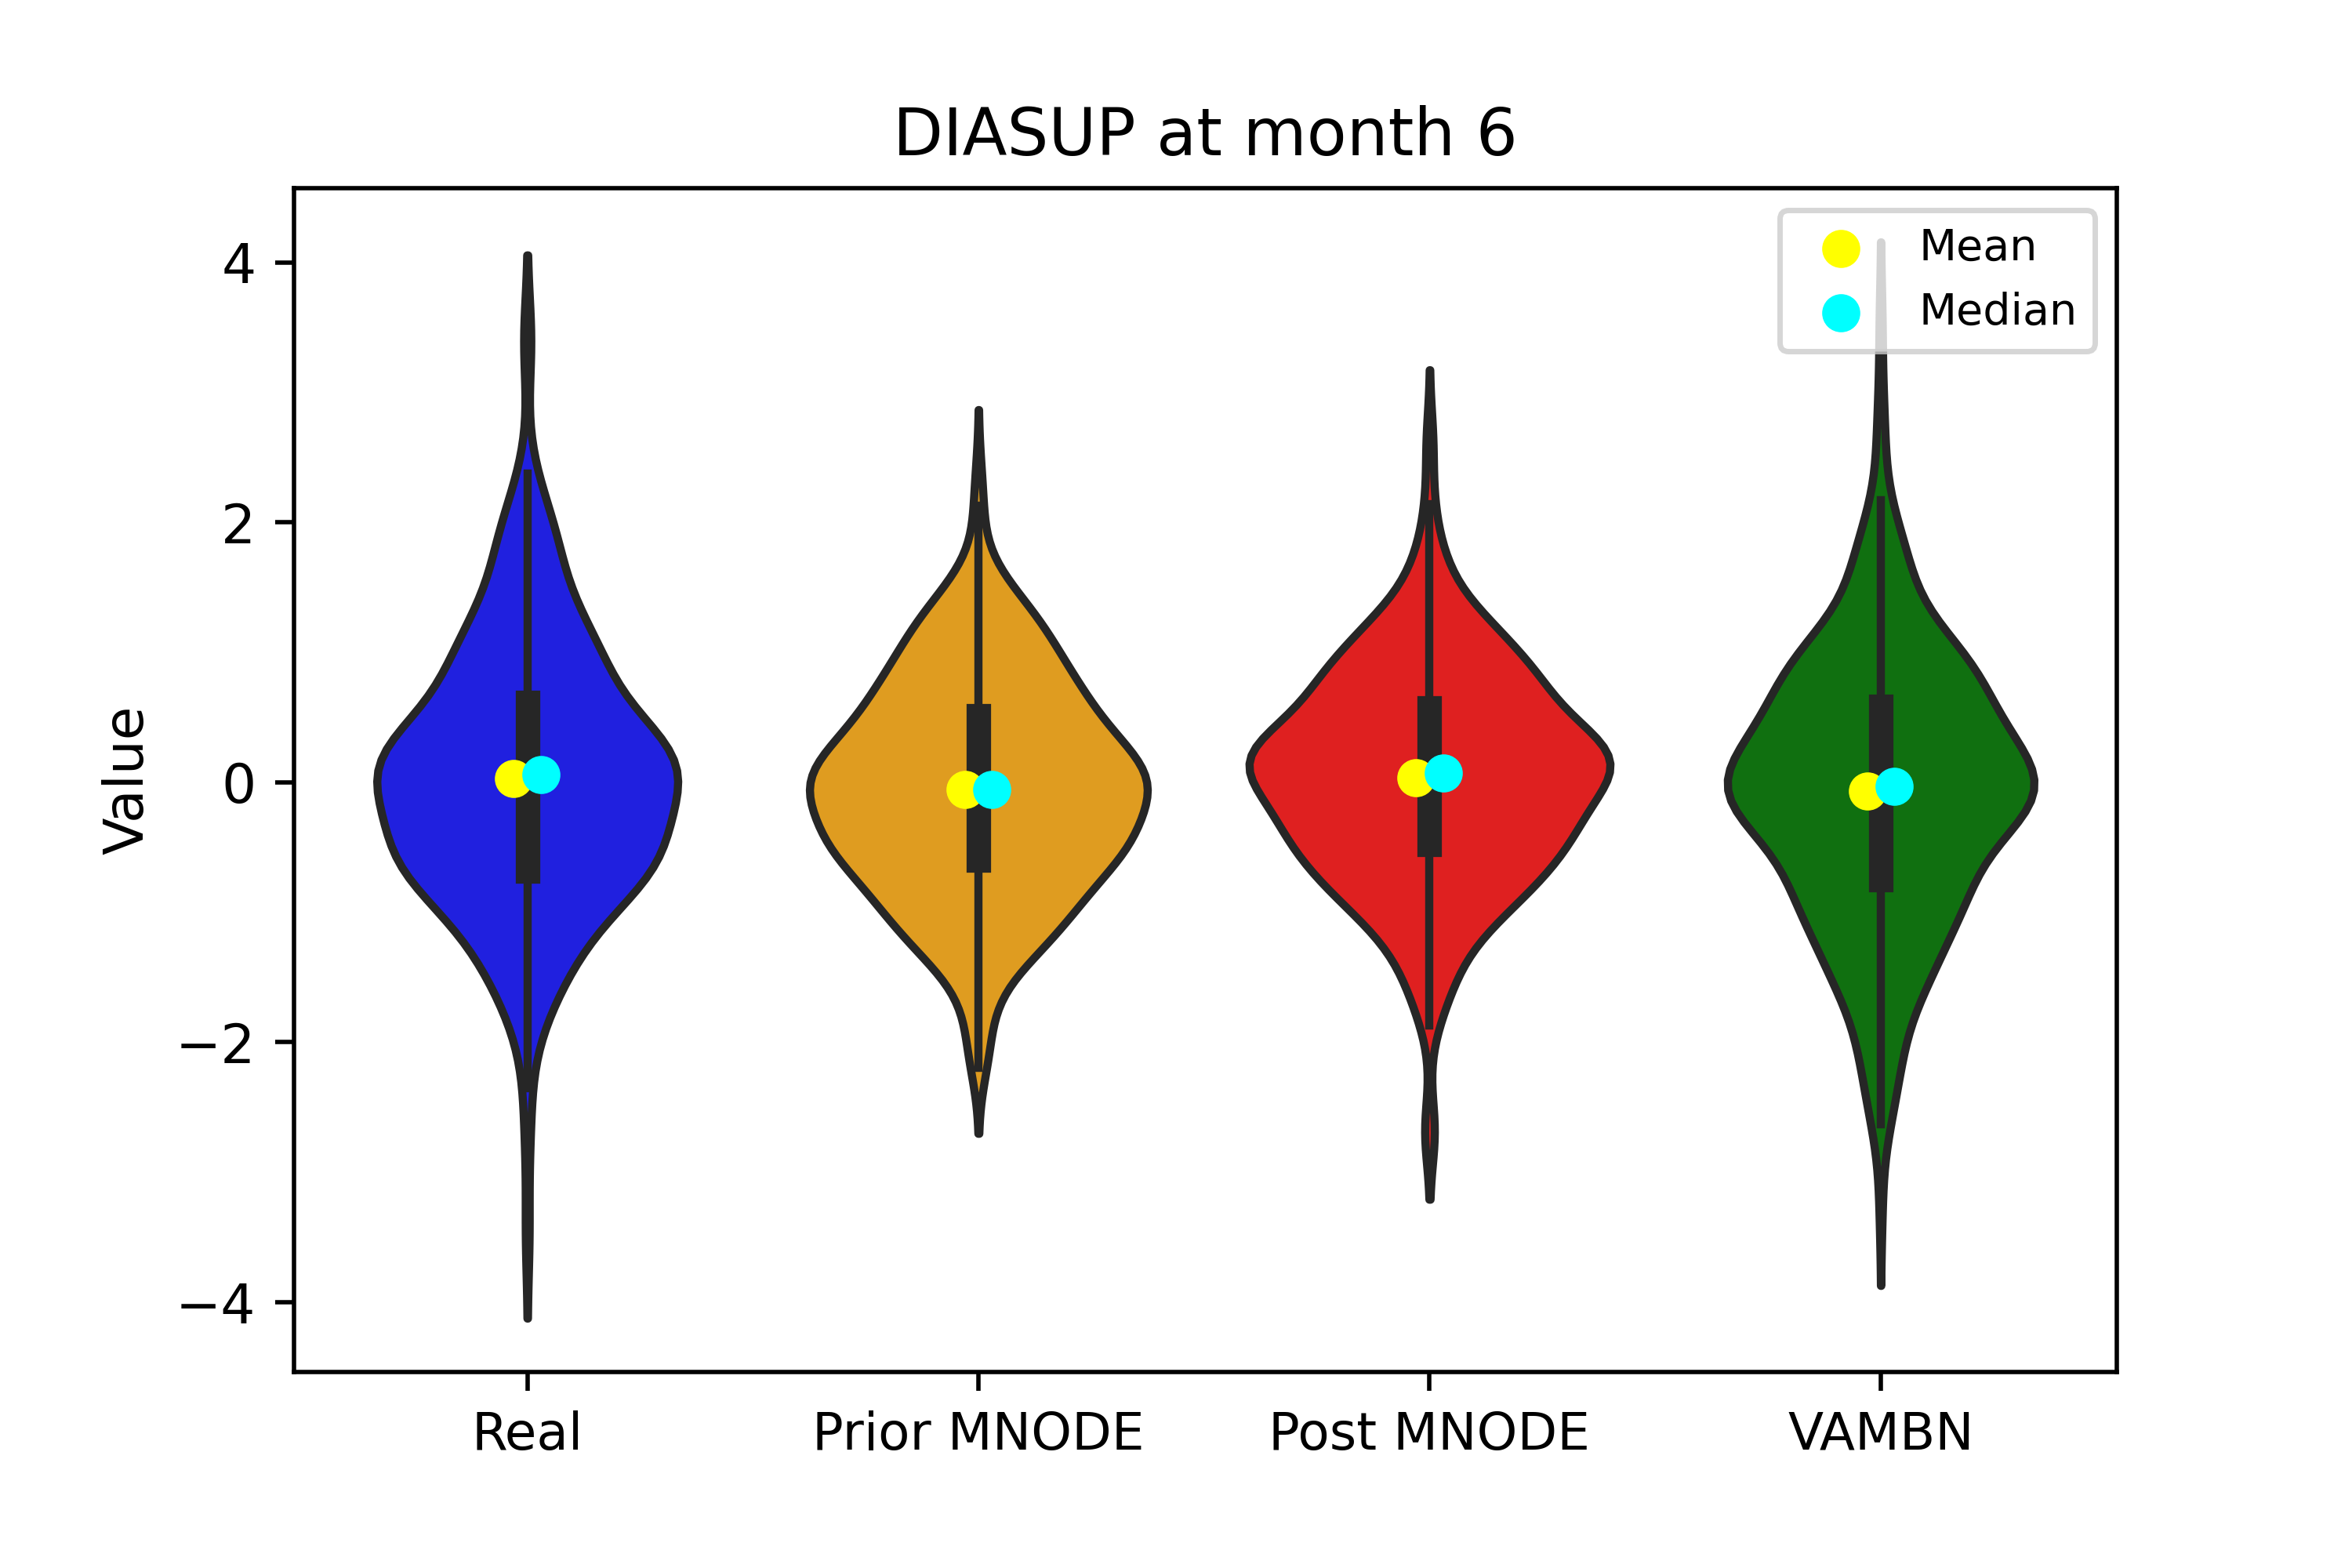 DIASUP at month 6
Mean
Median
Value
4
2
0
−2
−4
Real
Prior MNODE
Post MNODE
VAMBN